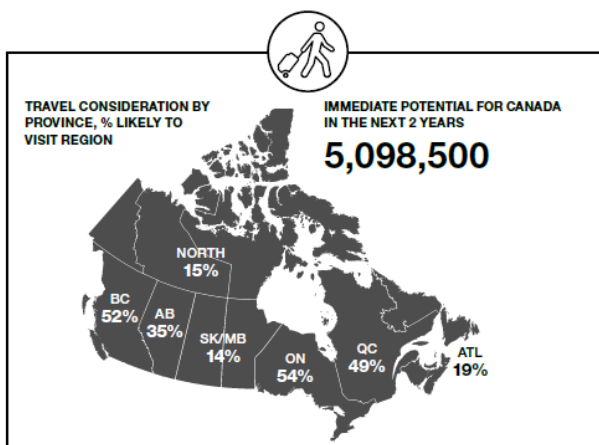 TRAVEL CONSIDERATION BY
PROVINCE, % LIKELY TO
VISIT REGION
IMMEDIATE POTENTIAL FOR CANADA
IN THE NEXT 2 YEARS
5,098,500
NORTH
15%
BC
52%
AB
35%
SK/MB
14%
ON
54%
QC
49%
ATL
19%